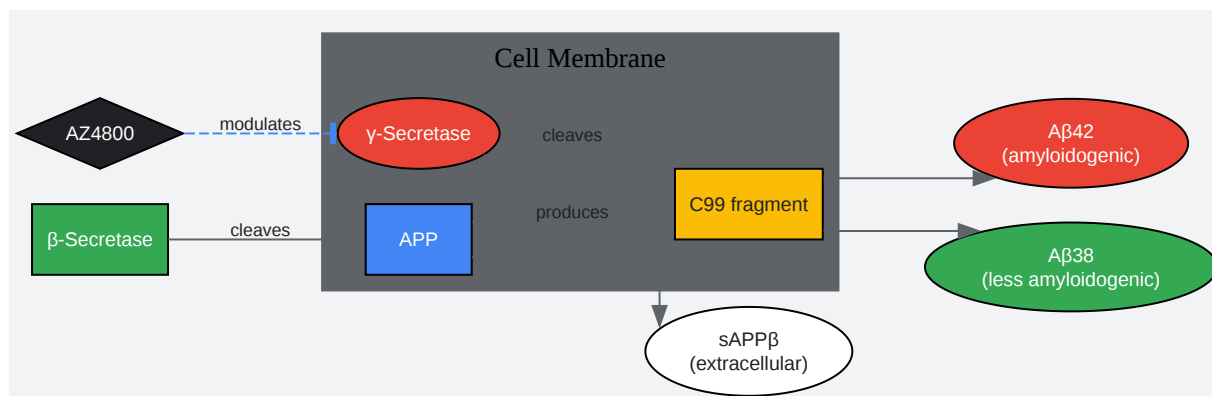 Cell Membrane
AZ4800
modulates
γ-Secretase
cleaves
Aβ42
(amyloidogenic)
β-Secretase
cleaves
APP
produces
C99 fragment
Aβ38
(less amyloidogenic)
sAPPβ
(extracellular)